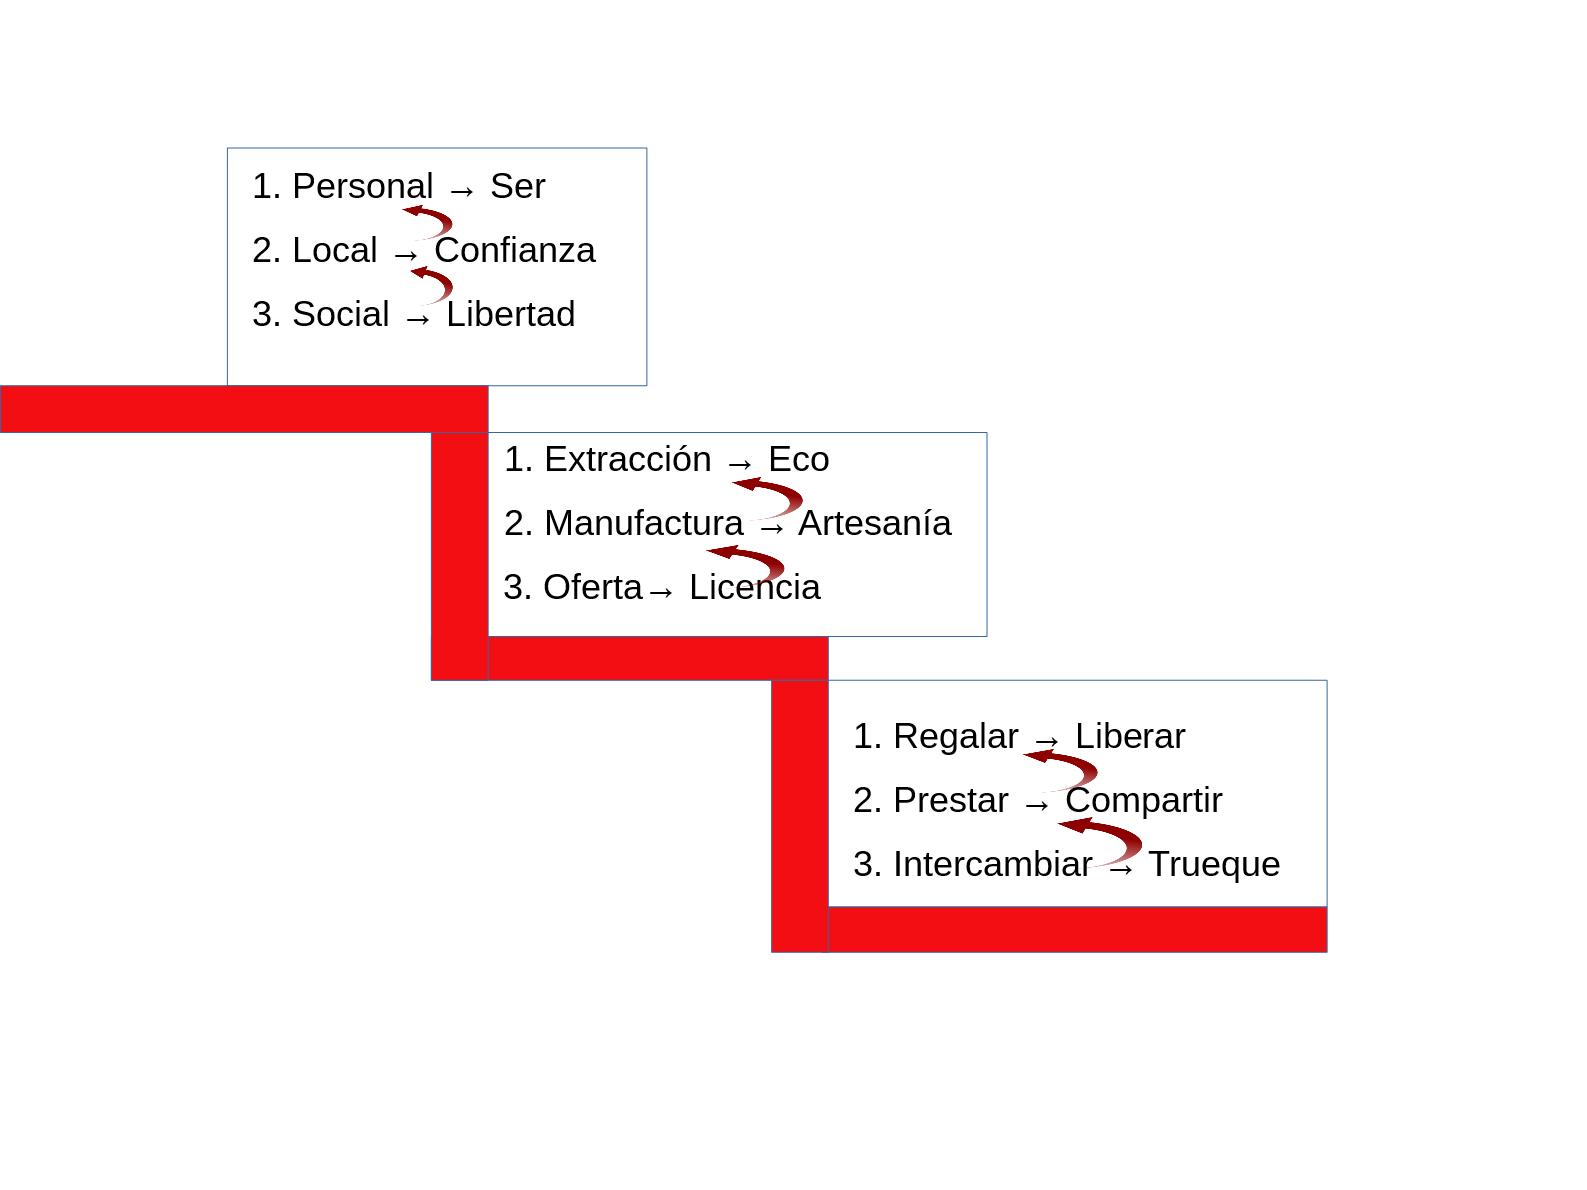 1. Personal → Ser
2. Local → Confianza
3. Social → Libertad
1. Extracción → Eco
2. Manufactura → Artesanía
3. Oferta→ Licencia
1. Regalar → Liberar
2. Prestar → Compartir
3. Intercambiar → Trueque